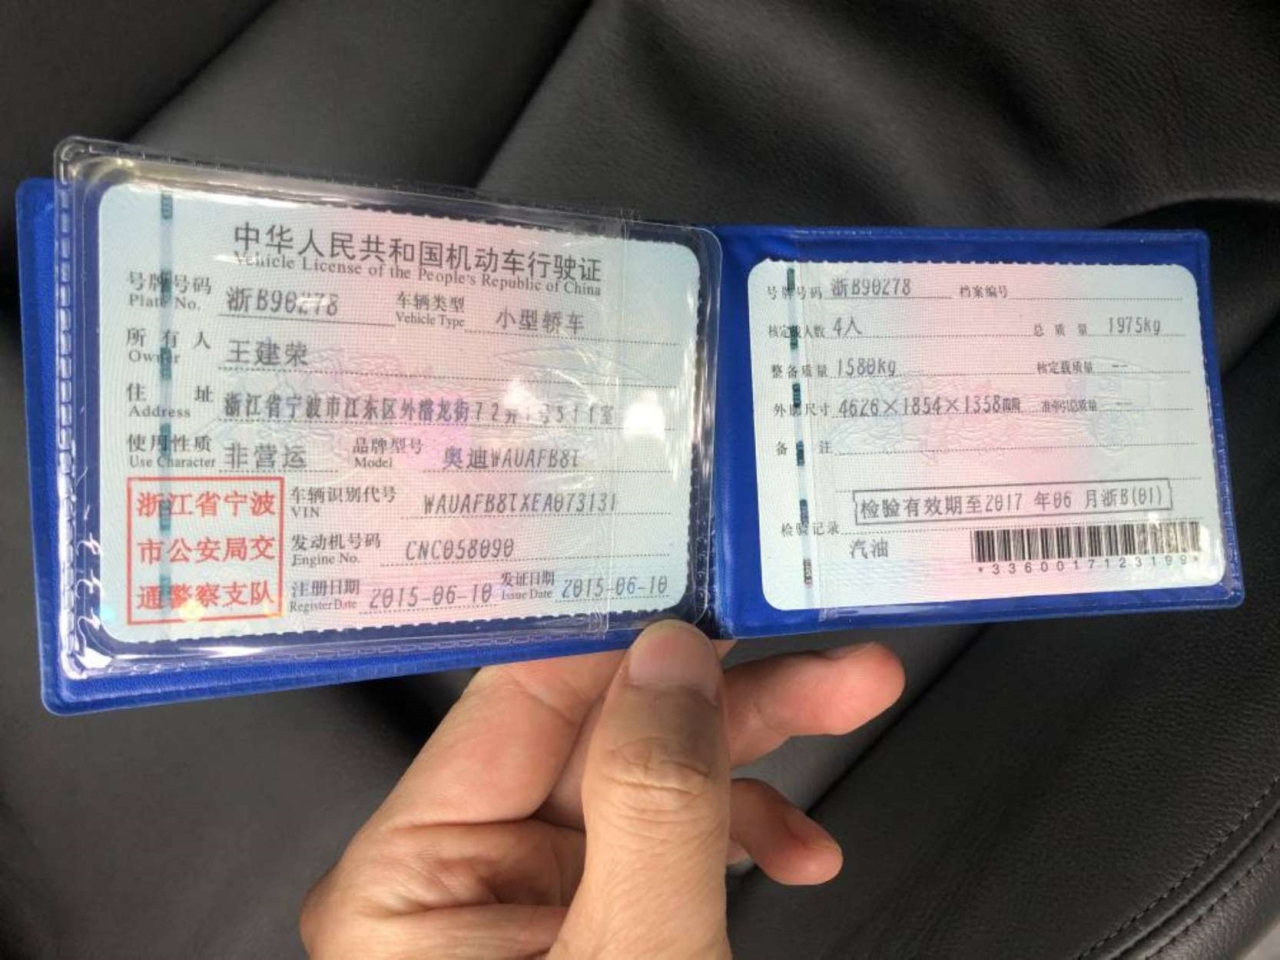 中华人民共和国机动车行驶证
Vehicle License of the People's Republic of China
号牌号码 浙B90278 车辆类型 小型轿车
Plate No. Vehicle Type
所有人 王建荣
Owner
住址 浙江省宁波市江东区外潜龙街72弄
Address
使用性质 非营运 品牌型号 奥迪WAUAFB8T
Use Character Model
浙江省宁波
市公安局交
通警察支队
车辆识别代号 WAUAFB8TXEA073131
VIN
发动机号码 CNC058090
Engine No.
注册日期 2015-06-10 发证日期 2015-06-10
Register Date Issue Date
号牌号码 浙B90278 档案编号
核定载人数 4人 总质量 1975kg
整备质量 1580kg 核定载质量 --
外廓尺寸 4626×1854×1358mm 准牵引总质量 --
备注
检验有效期至2017 年06 月浙B(01)
检验记录
汽油
*3360017123199*